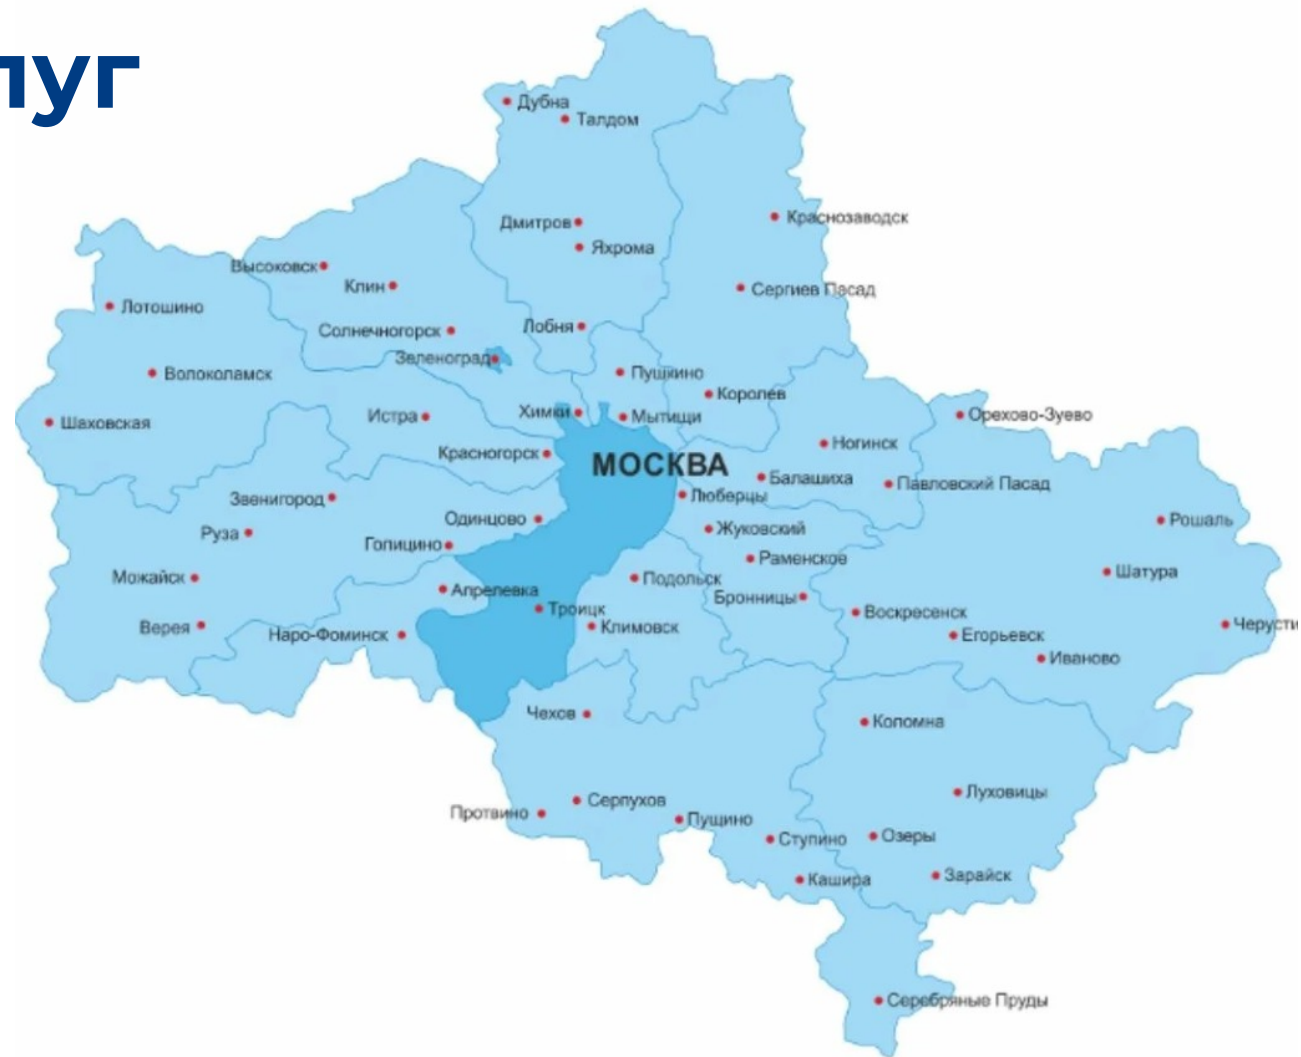 луг
Дубна
Талдом
Краснозаводск
Дмитров
Яхрома
Высоковск
Клин
Сергиев Пасад
Лотошино
Солнечногорск
Лобня
Зеленоград
Волоколамск
Пушкино
Королев
Шаховская
Истра
Химки
Мытищи
Орехово-Зуево
Красногорск
МОСКВА
Ногинск
Балашиха
Павловский Пасад
Звенигород
Люберцы
Одинцово
Рошаль
Руза
Жуковский
Голицино
Раменское
Можайск
Подольск
Шатура
Апрелевка
Бронницы
Троицк
Воскресенск
Верея
Наро-Фоминск
Климовск
Егорьевск
Черусти
Иваново
Чехов
Коломна
Луховицы
Протвино
Серпухов
Пущино
Ступино
Озеры
Кашира
Зарайск
Серебряные Пруды